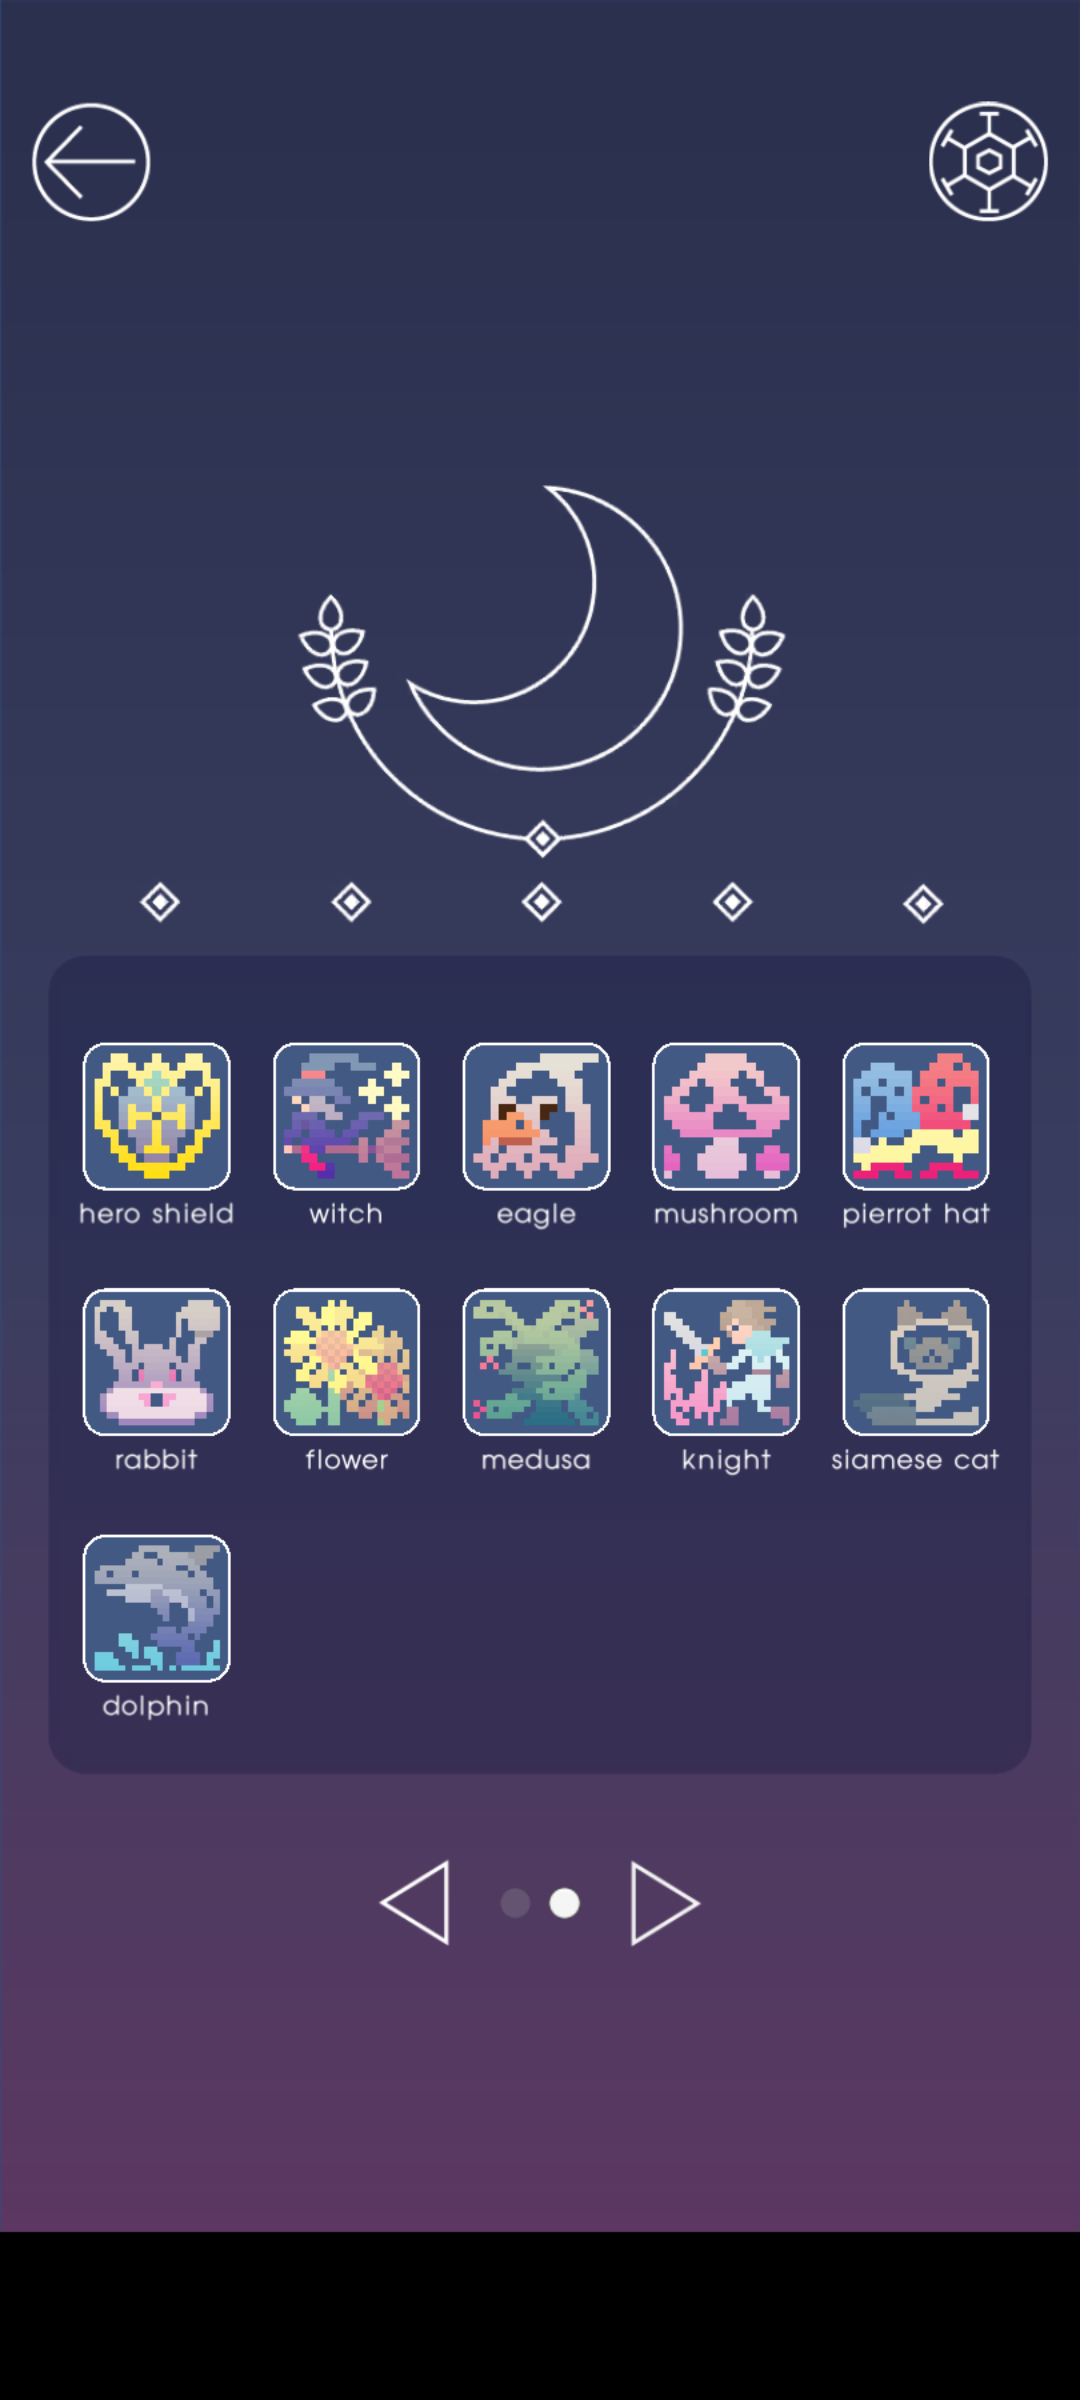 hero shield witch eagle mushroom pierrot hat
rabbit flower medusa knight siamese cat
dolphin